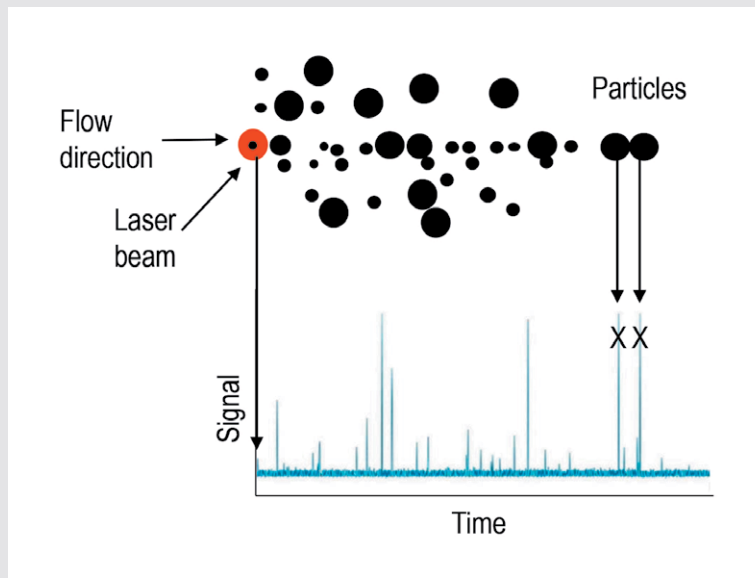 Particles
Flow
direction
Laser
beam
X X
Signal
Time